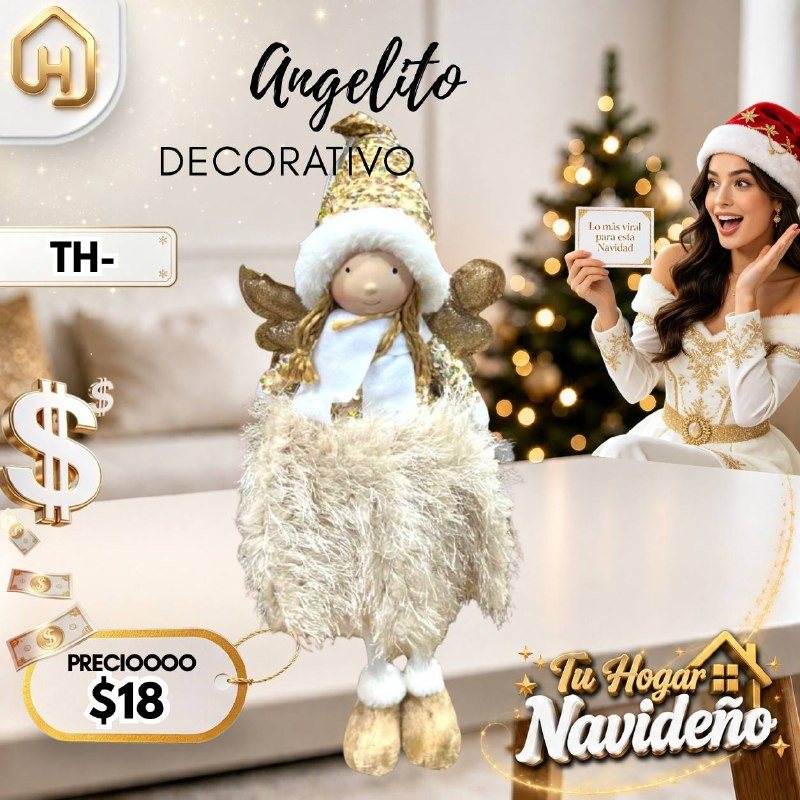 Angelito
DECORATIVO
Lo más viral
para esta
Navidad
TH-
$
$
PRECIOOOO
$18
Tu Hogar
Navideño